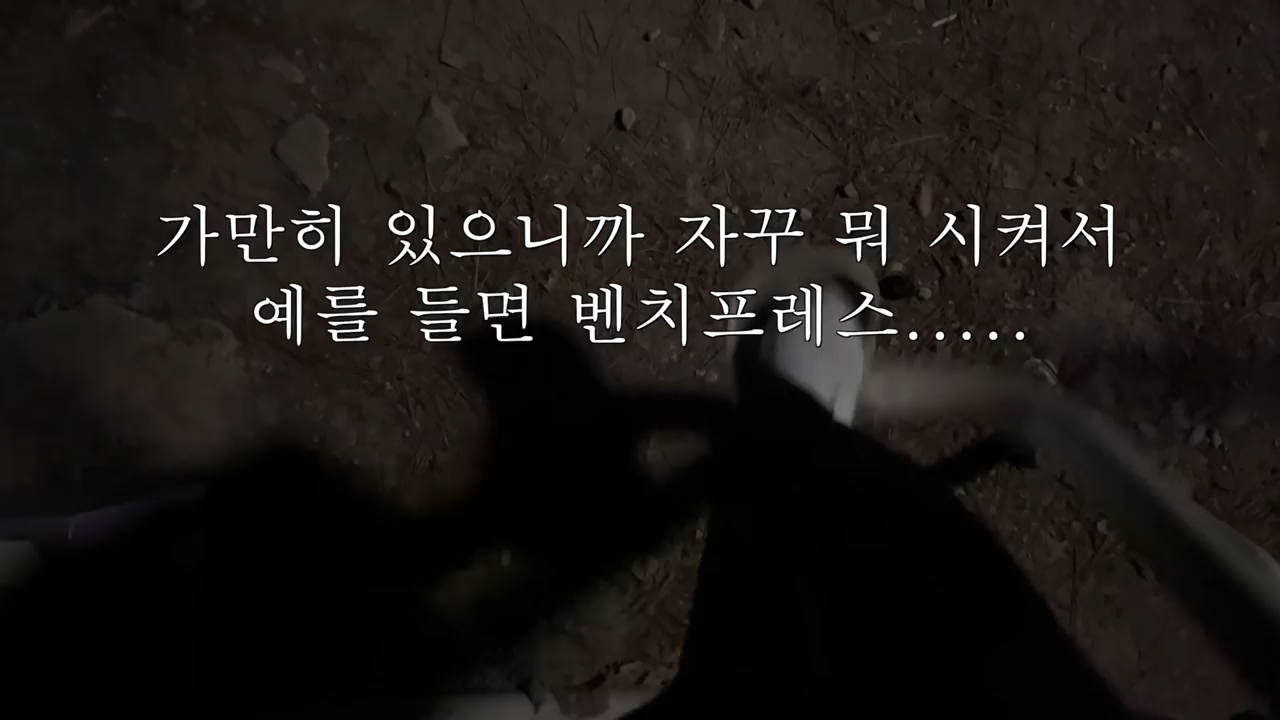 가만히 있으니까 자꾸 뭐 시켜서
예를 들면 벤치프레스.....